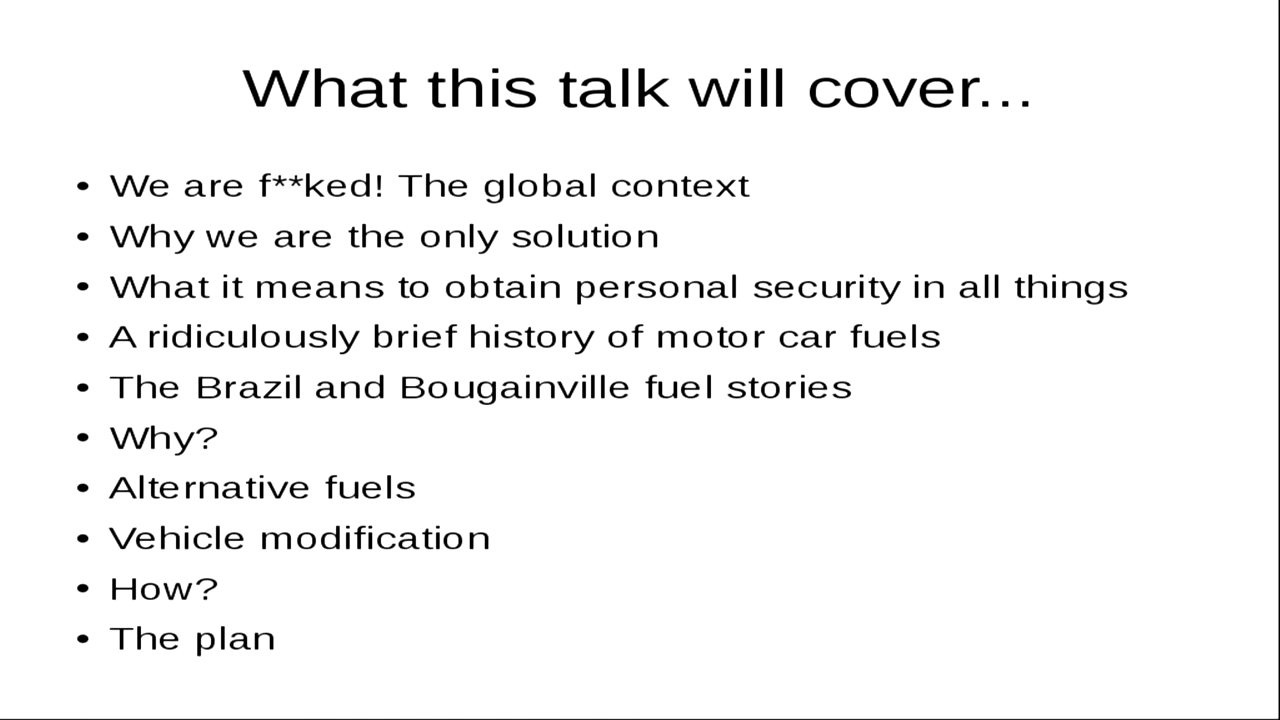 What this talk will cover...
• We are f**ked! The global context
• Why we are the only solution
• What it means to obtain personal security in all things
• A ridiculously brief history of motor car fuels
• The Brazil and Bougainville fuel stories
• Why?
• Alternative fuels
• Vehicle modification
• How?
• The plan